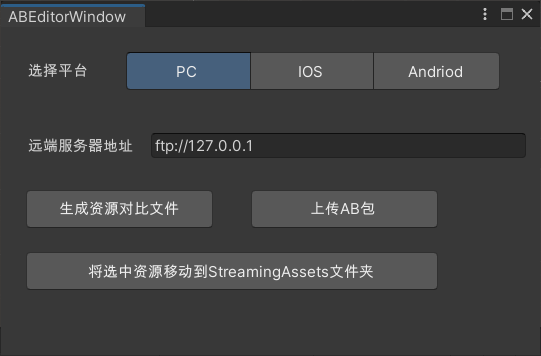 ABEditorWindow
选择平台 PC IOS Andriod
远端服务器地址 ftp://127.0.0.1
生成资源对比文件 上传AB包
将选中资源移动到StreamingAssets文件夹